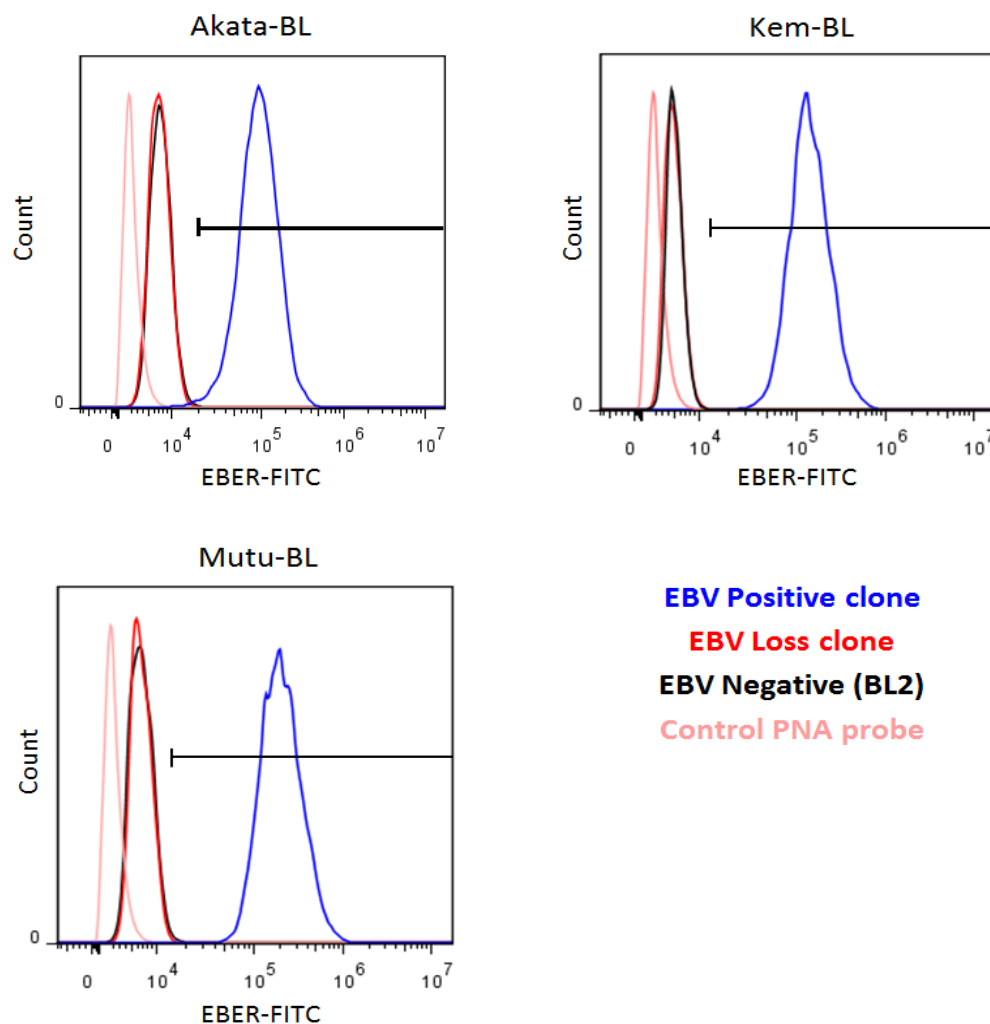 Akata-BL
Count
0
0 10^4 10^5 10^6 10^7
EBER-FITC
Kem-BL
Count
0
0 10^4 10^5 10^6 10^7
EBER-FITC
Mutu-BL
Count
0
0 10^4 10^5 10^6 10^7
EBER-FITC
EBV Positive clone
EBV Loss clone
EBV Negative (BL2)
Control PNA probe